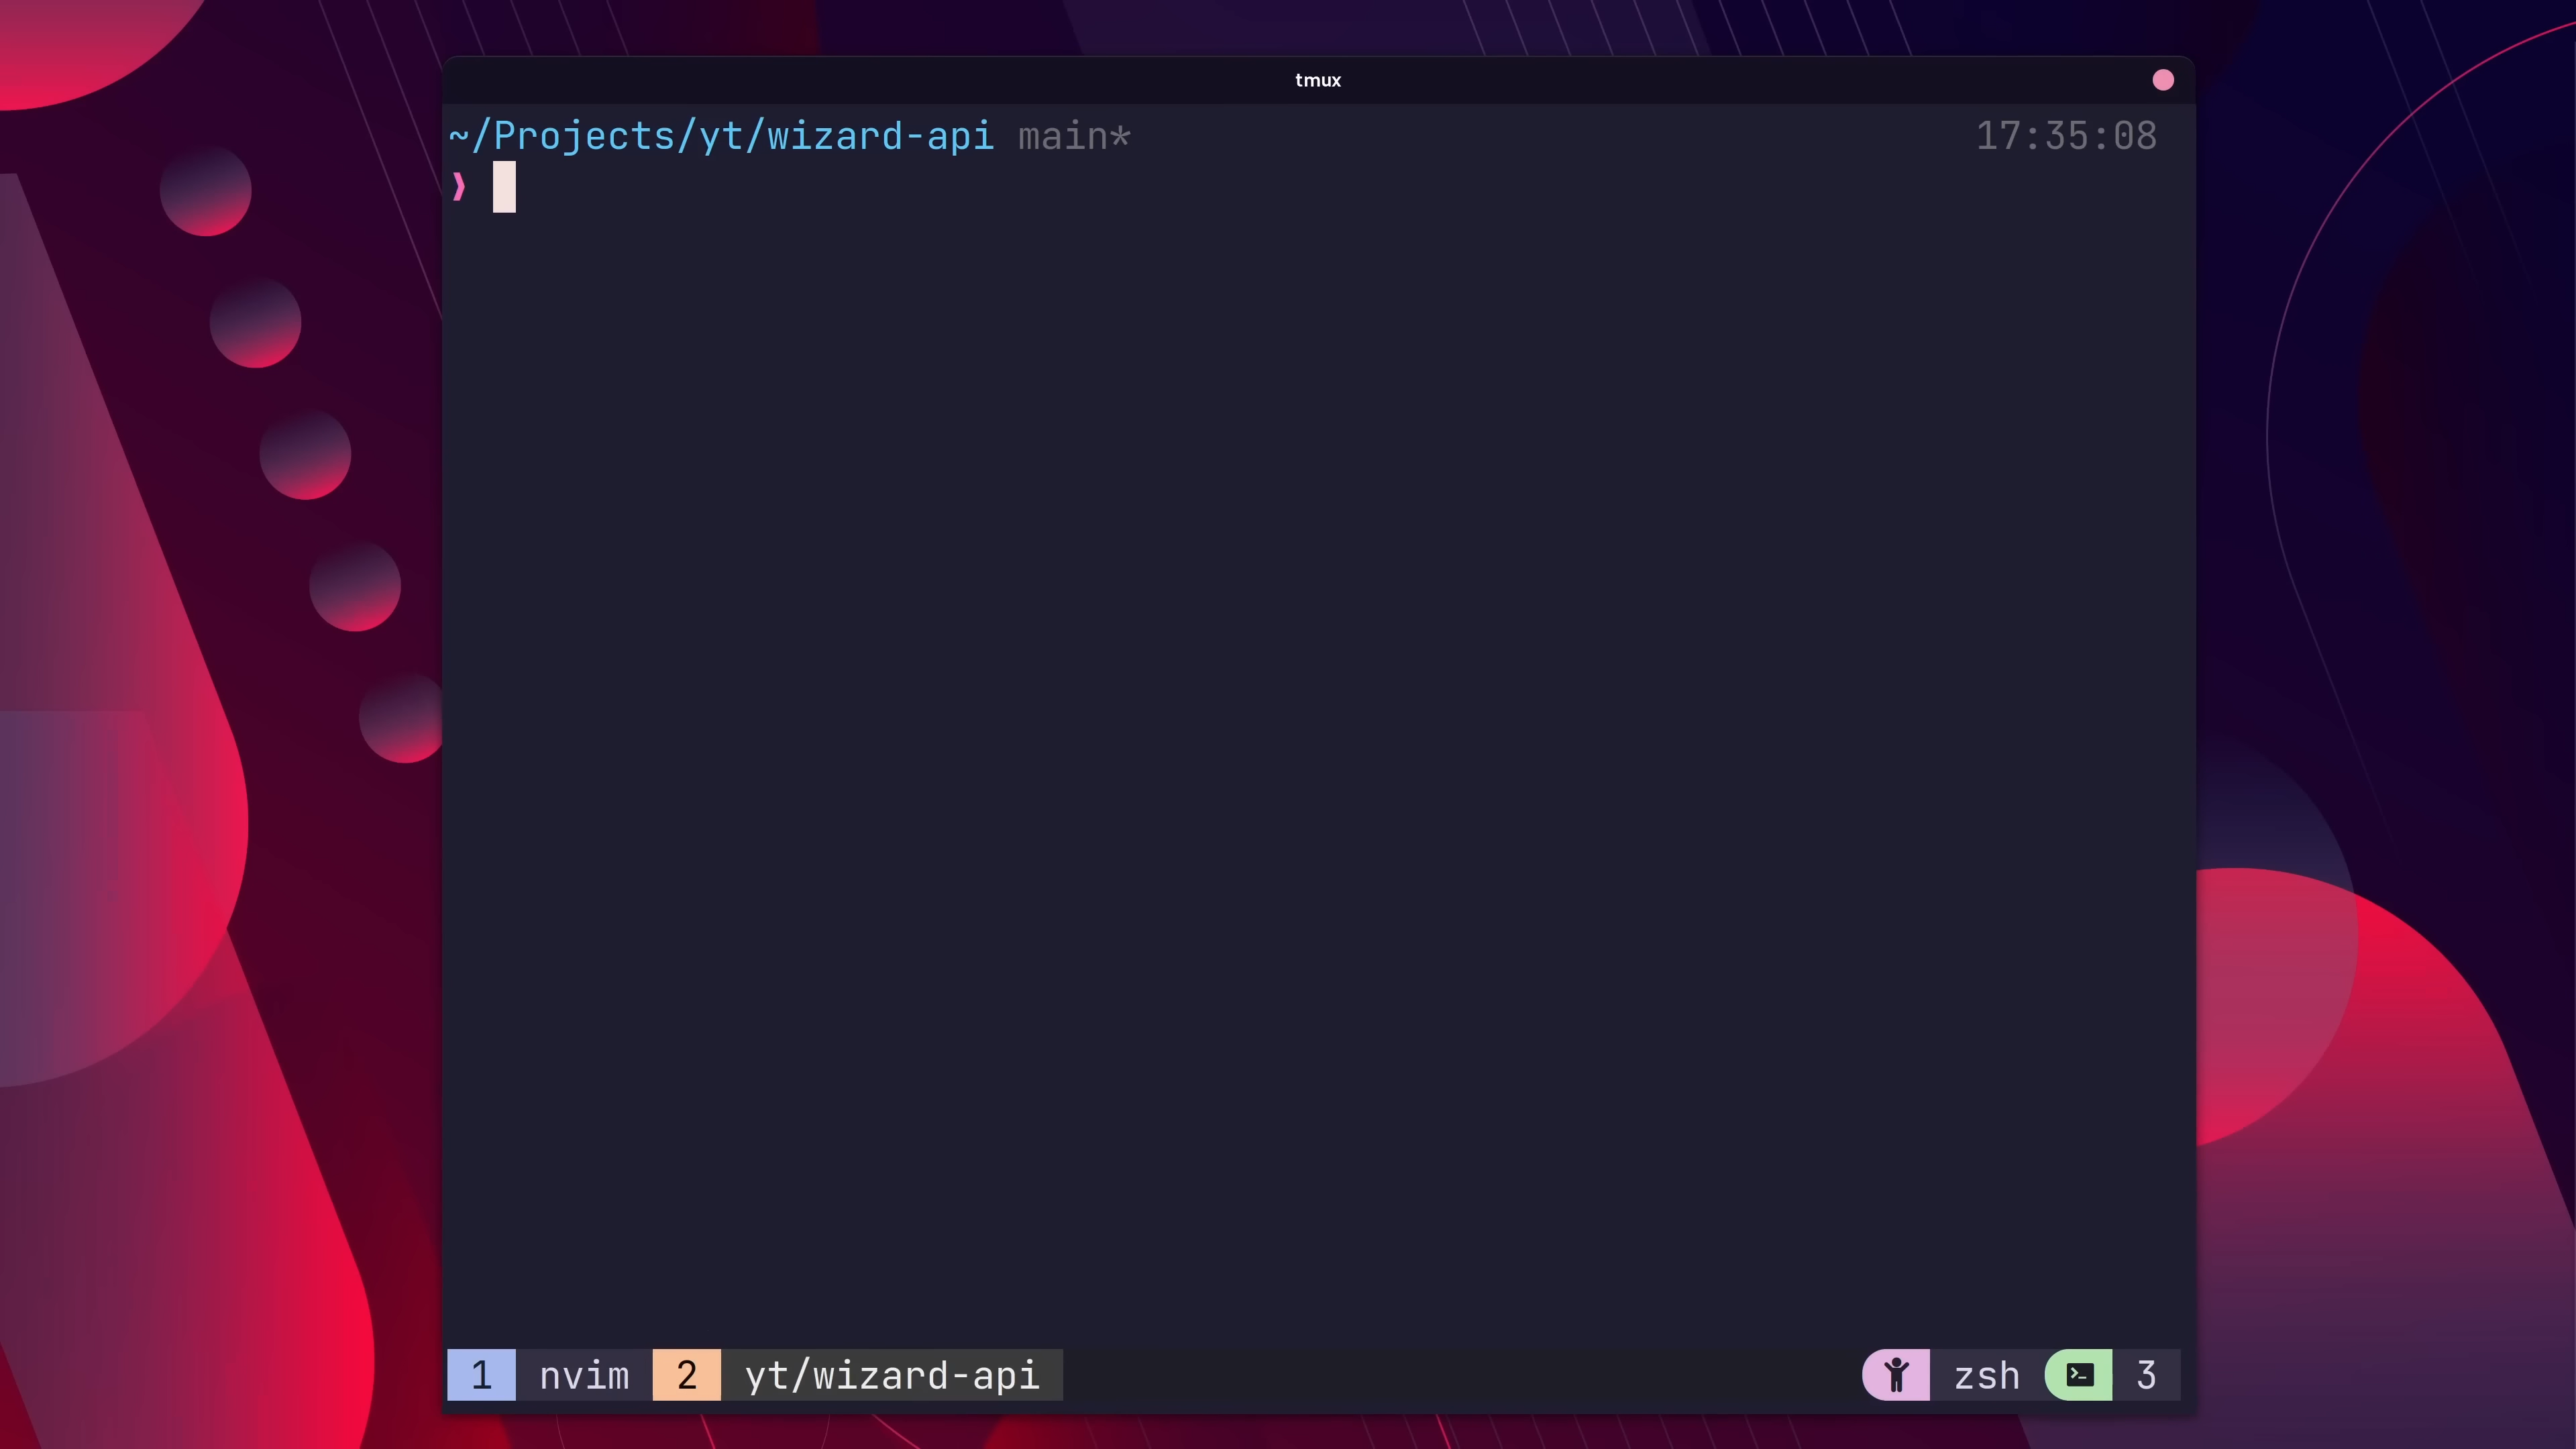 tmux
~/Projects/yt/wizard-api main* 17:35:08
❯
1 nvim 2 yt/wizard-api zsh 3